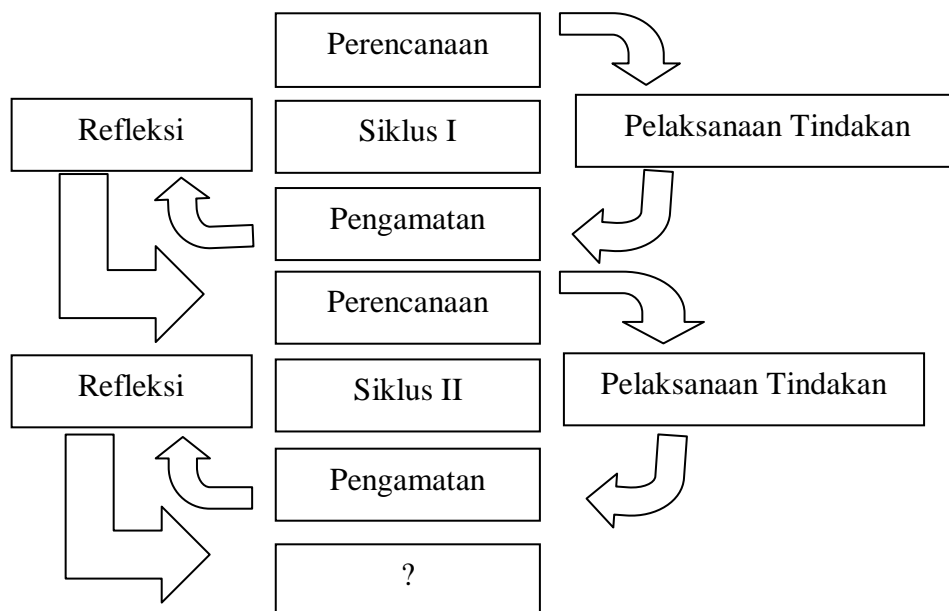 Perencanaan
Refleksi
Siklus I
Pelaksanaan Tindakan
Pengamatan
Perencanaan
Refleksi
Siklus II
Pelaksanaan Tindakan
Pengamatan
?